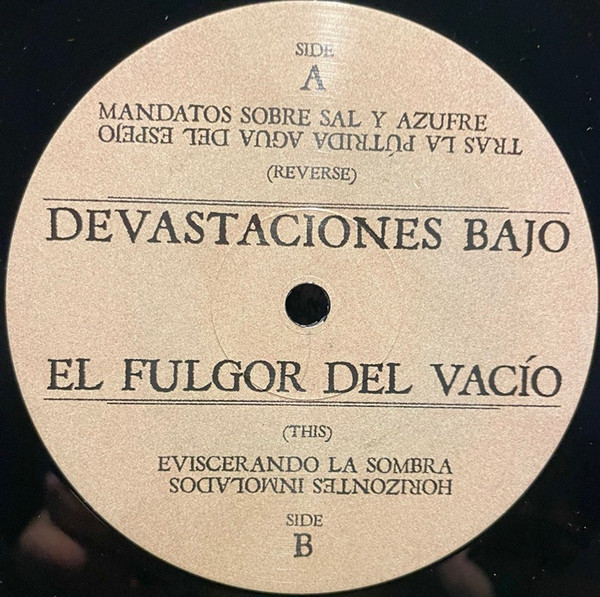 SIDE
A
MANDATOS SOBRE SAL Y AZUFRE
TRAS LA PÚTRIDA AGUA DEL ESPEJO
(REVERSE)
DEVASTACIONES BAJO
EL FULGOR DEL VACÍO
(THIS)
EVISCERANDO LA SOMBRA
HORIZONTES INMOLADOS
SIDE
B